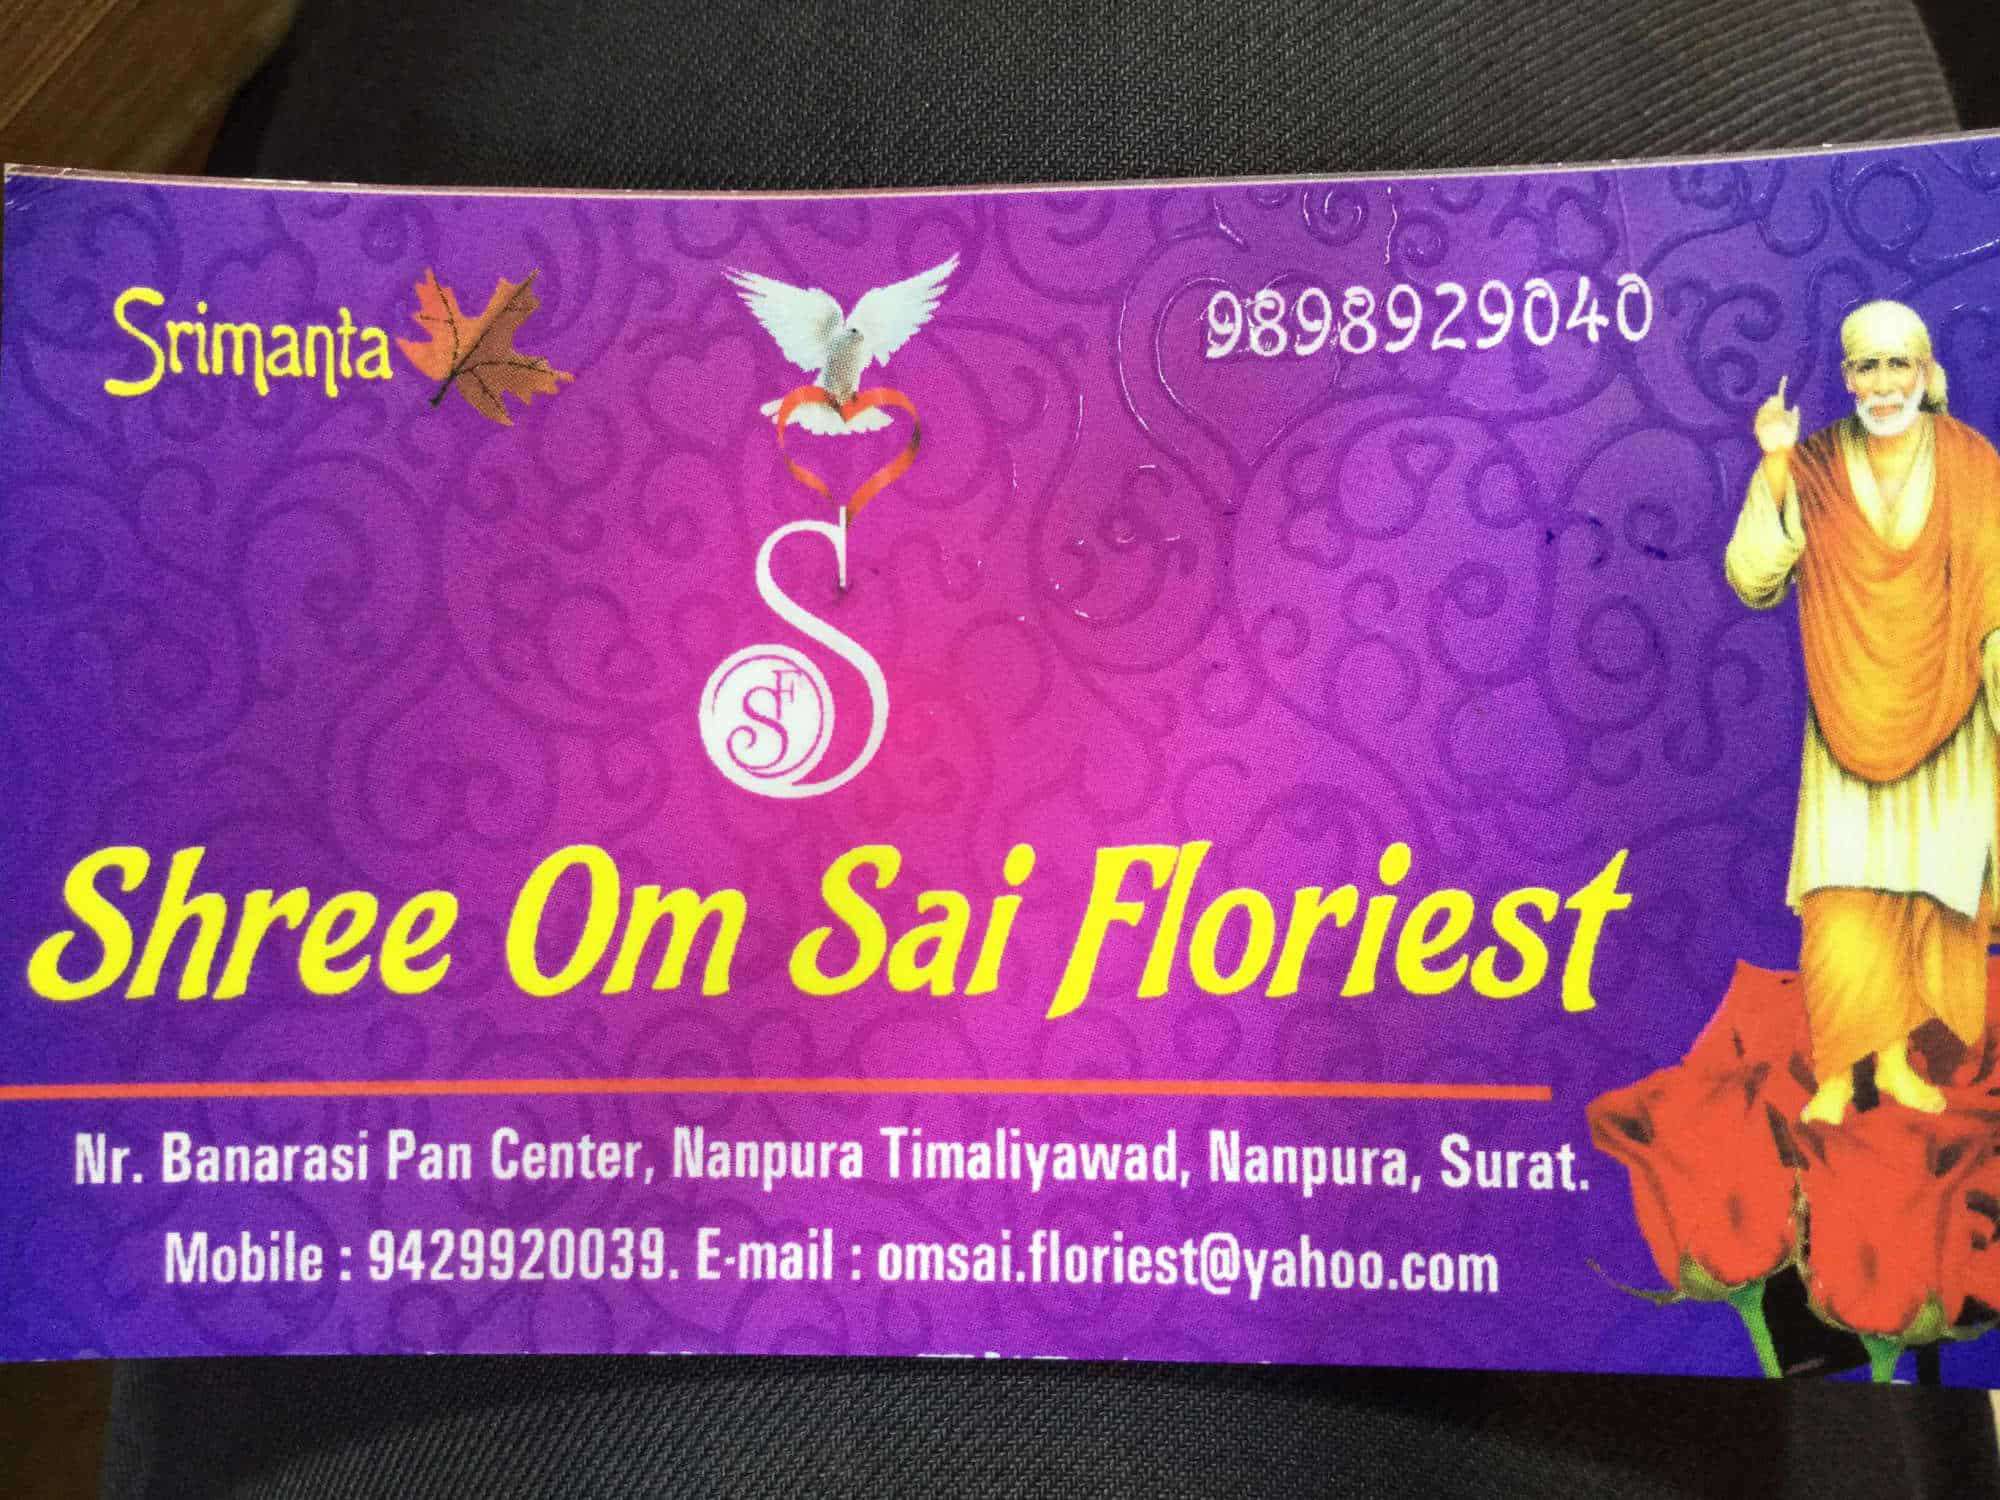 Srimanta
9898929040
S
SF
Shree Om Sai Floriest
Nr. Banarasi Pan Center, Nanpura Timaliyawad, Nanpura, Surat.
Mobile : 9429920039. E-mail : omsai.floriest@yahoo.com